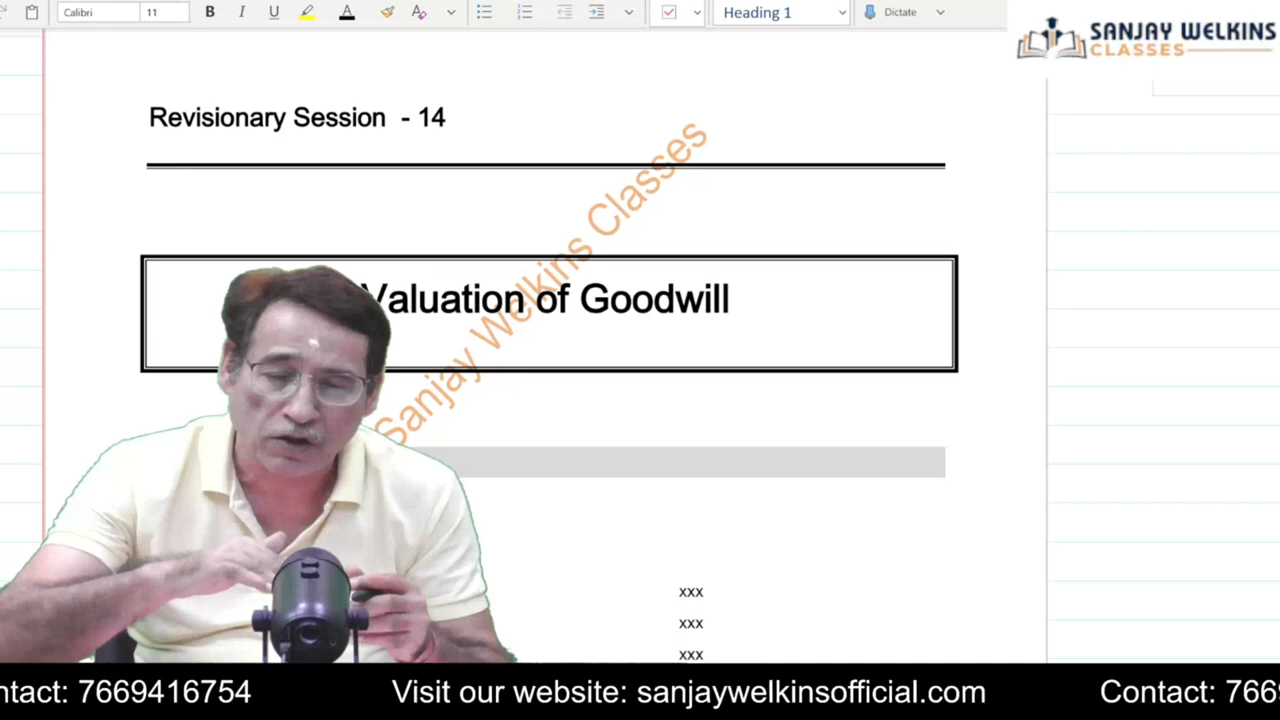 Calibri 11 B I U A A Heading 1 Dictate
SANJAY WELKINS
CLASSES
Revisionary Session - 14
Sanjay Welkins Classes
Valuation of Goodwill
xxx
xxx
xxx
ntact: 7669416754 Visit our website: sanjaywelkinsofficial.com Contact: 766